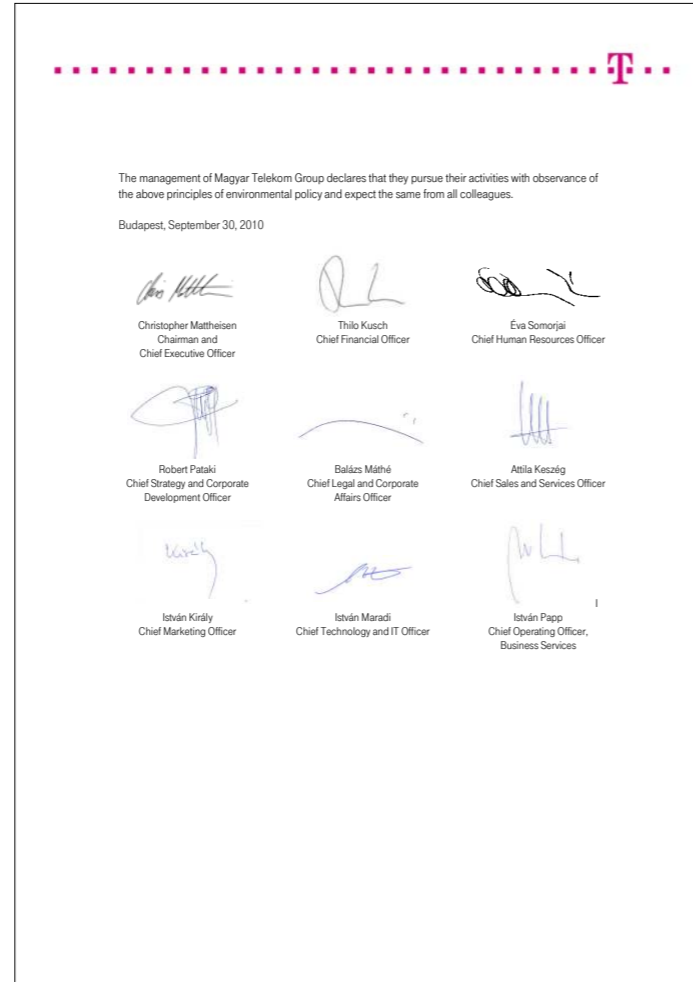 T
The management of Magyar Telekom Group declares that they pursue their activities with observance of
the above principles of environmental policy and expect the same from all colleagues.
Budapest, September 30, 2010
Christopher Mattheisen
Chairman and
Chief Executive Officer
Thilo Kusch
Chief Financial Officer
Éva Somorjai
Chief Human Resources Officer
Robert Pataki
Chief Strategy and Corporate
Development Officer
Balázs Máthé
Chief Legal and Corporate
Affairs Officer
Attila Keszég
Chief Sales and Services Officer
Király
István Király
Chief Marketing Officer
István Maradi
Chief Technology and IT Officer
István Papp
Chief Operating Officer,
Business Services